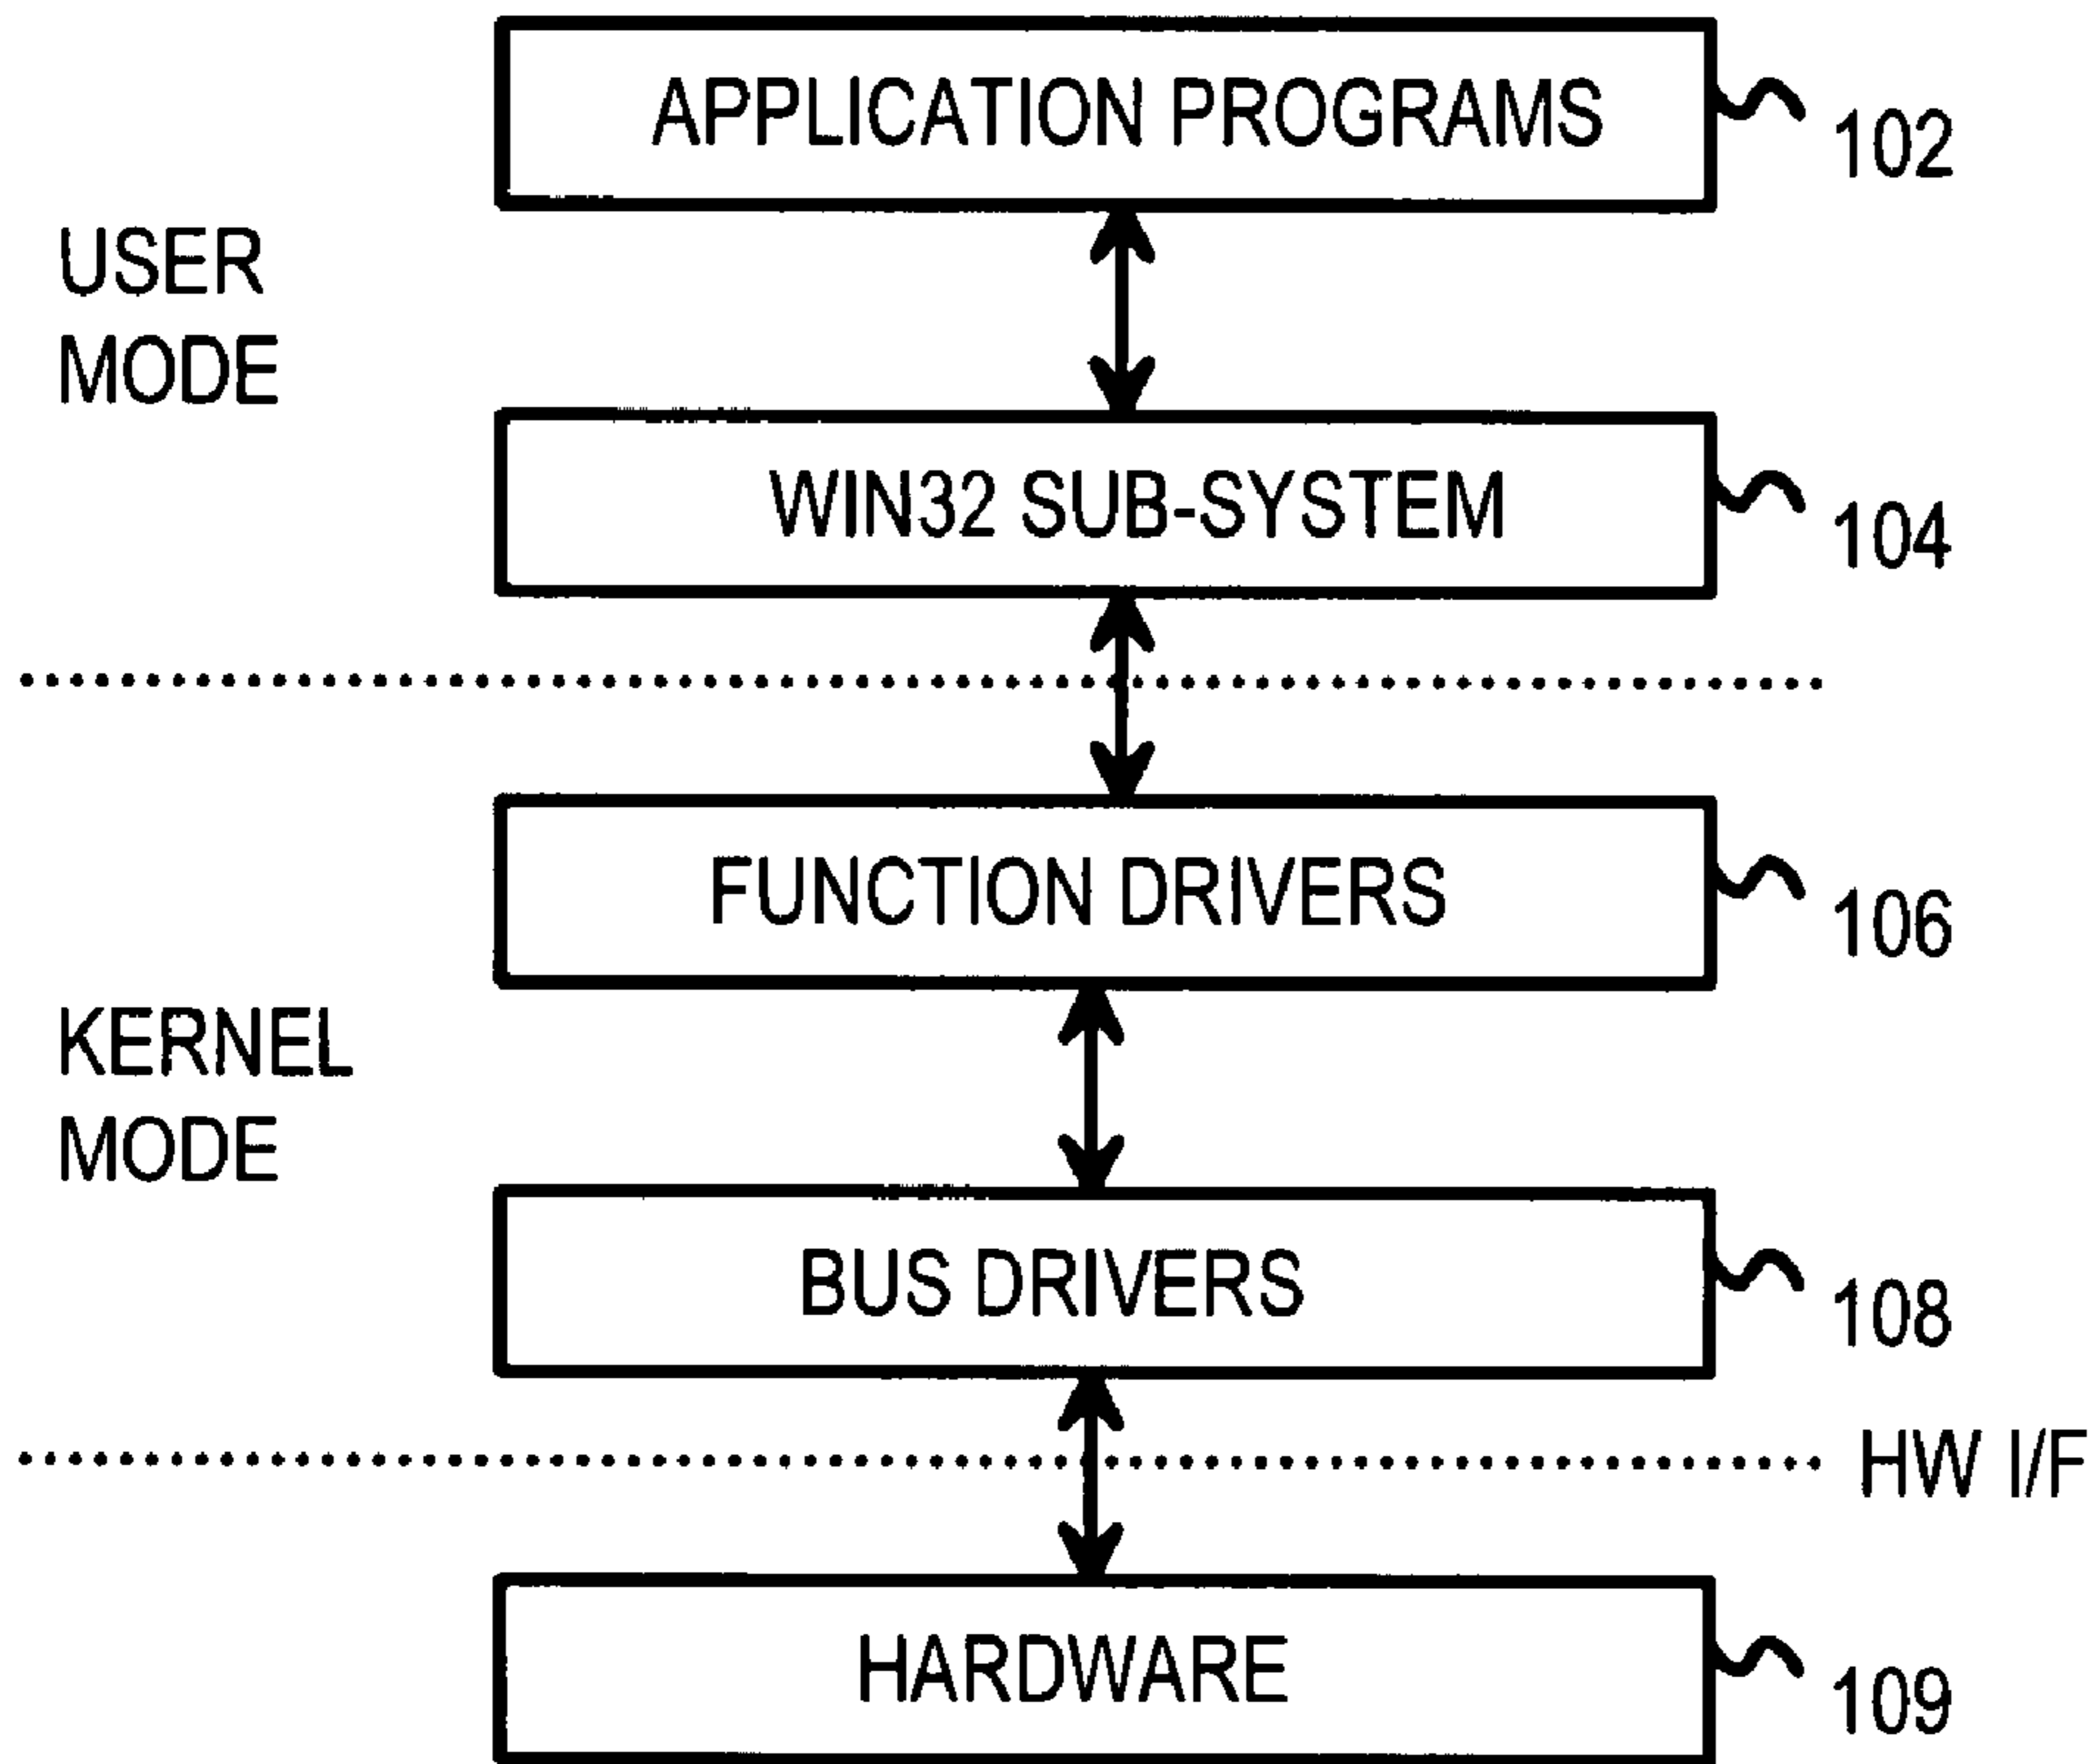 APPLICATION PROGRAMS
102
USER
MODE
WIN32 SUB-SYSTEM
104
FUNCTION DRIVERS
106
KERNEL
MODE
BUS DRIVERS
108
HW I/F
HARDWARE
109